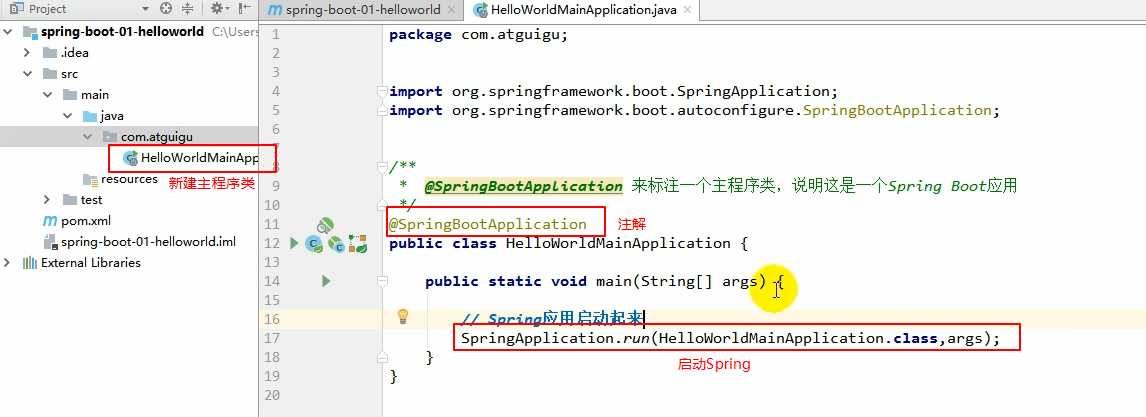 Project
spring-boot-01-helloworld
HelloWorldMainApplication.java
spring-boot-01-helloworld C:\Users
.idea
src
main
java
com.atguigu
HelloWorldMainApp
resources
新建主程序类
test
pom.xml
spring-boot-01-helloworld.iml
External Libraries
1 package com.atguigu;
2
3
4 import org.springframework.boot.SpringApplication;
5 import org.springframework.boot.autoconfigure.SpringBootApplication;
6
7
8 /**
9 * @SpringBootApplication 来标注一个主程序类，说明这是一个Spring Boot应用
10 */
11 @SpringBootApplication 注解
12 public class HelloWorldMainApplication {
13
14 public static void main(String[] args) {
15
16 // Spring应用启动起来
17 SpringApplication.run(HelloWorldMainApplication.class,args);
启动Spring
18 }
19 }
20